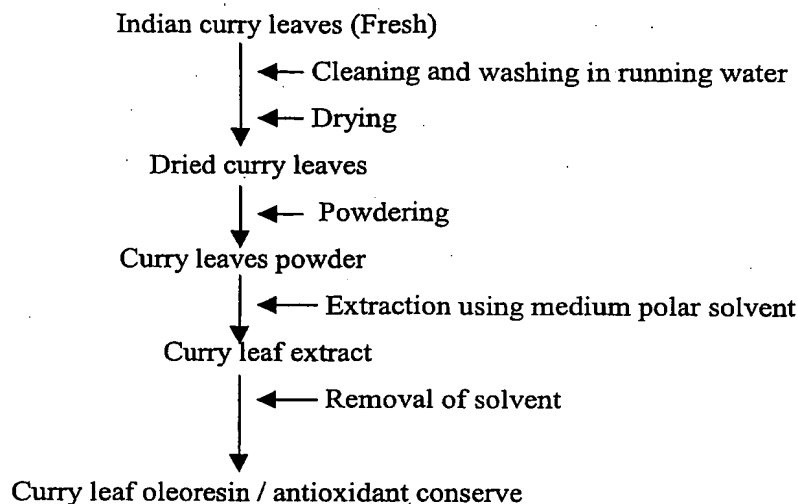 Indian curry leaves (Fresh)
Cleaning and washing in running water
Drying
Dried curry leaves
Powdering
Curry leaves powder
Extraction using medium polar solvent
Curry leaf extract
Removal of solvent
Curry leaf oleoresin / antioxidant conserve